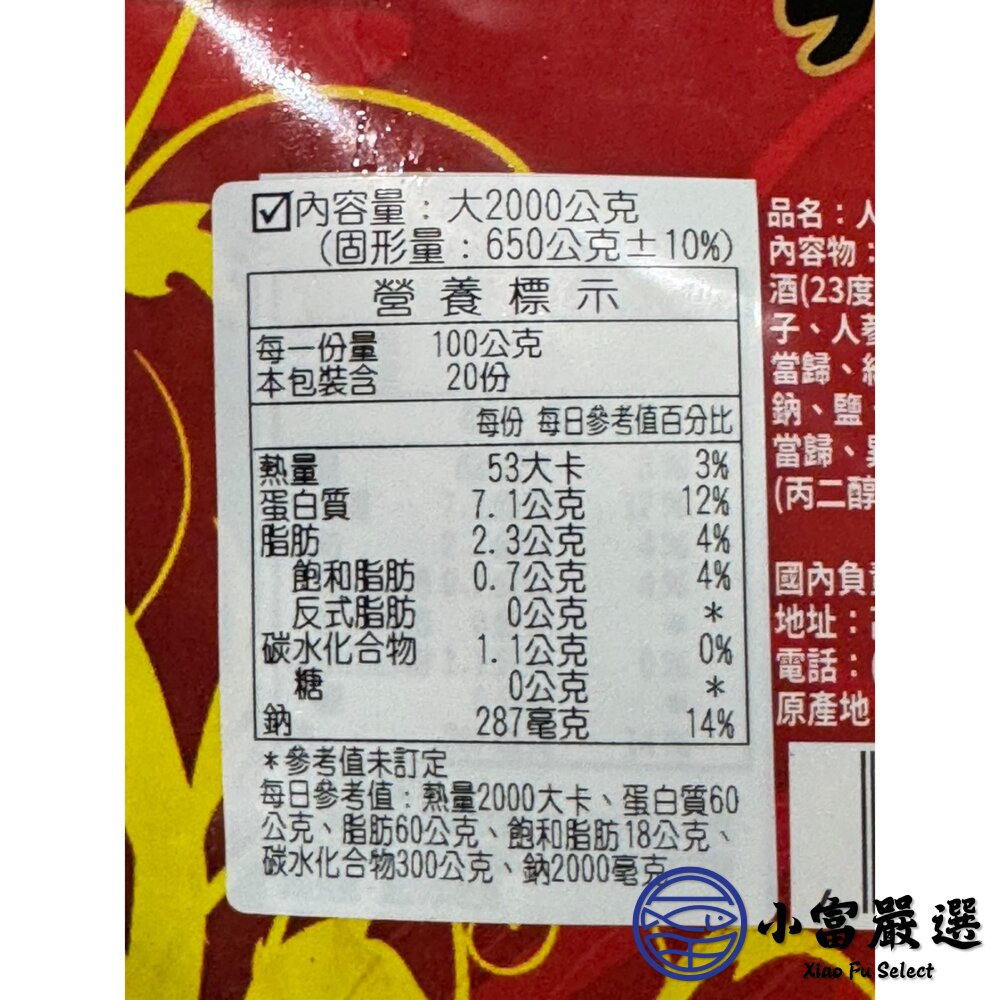 ☑內容量：大2000公克
(固形量：650公克±10%)
營養標示
每一份量 100公克
本包裝含 20份
每份 每日參考值百分比
熱量 53大卡 3%
蛋白質 7.1公克 12%
脂肪 2.3公克 4%
飽和脂肪 0.7公克 4%
反式脂肪 0公克 *
碳水化合物 1.1公克 0%
糖 0公克 *
鈉 287毫克 14%
*參考值未訂定
每日參考值：熱量2000大卡、蛋白質60
公克、脂肪60公克、飽和脂肪18公克、
碳水化合物300公克、鈉2000毫克
品名：人
內容物：
酒(23度
子、人蔘
當歸、
鈉、鹽、
當歸、
(丙二醇
國內負責
地址：
電話：(
原產地
小富嚴選
Xiao Fu Select